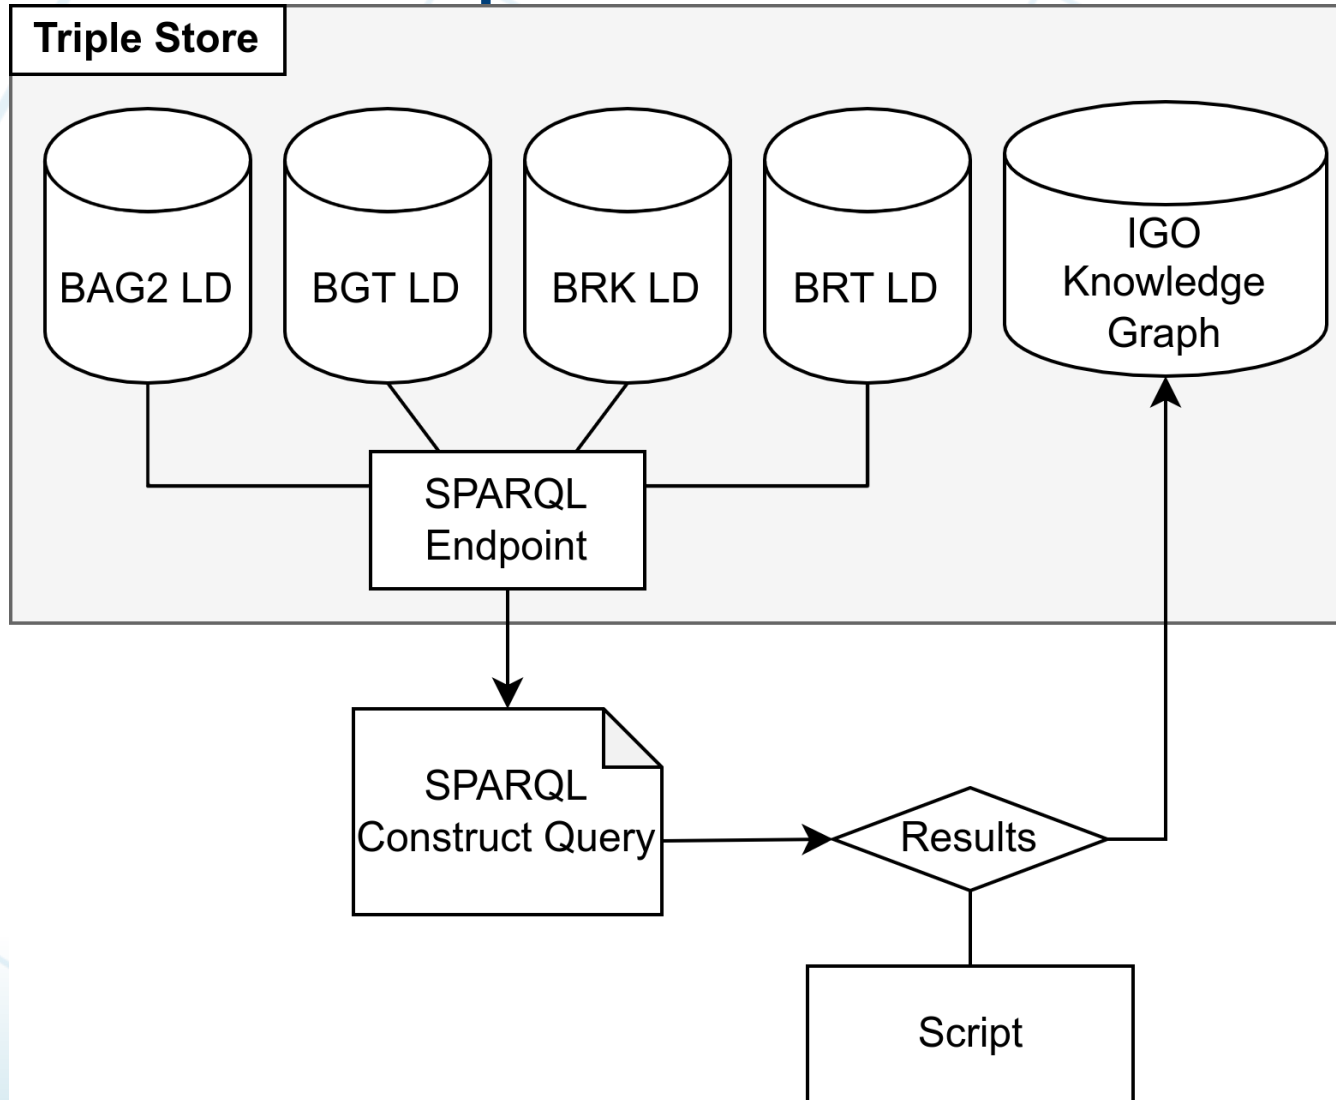 Triple Store
BAG2 LD
BGT LD
BRK LD
BRT LD
IGO
Knowledge
Graph
SPARQL
Endpoint
SPARQL
Construct Query
Results
Script